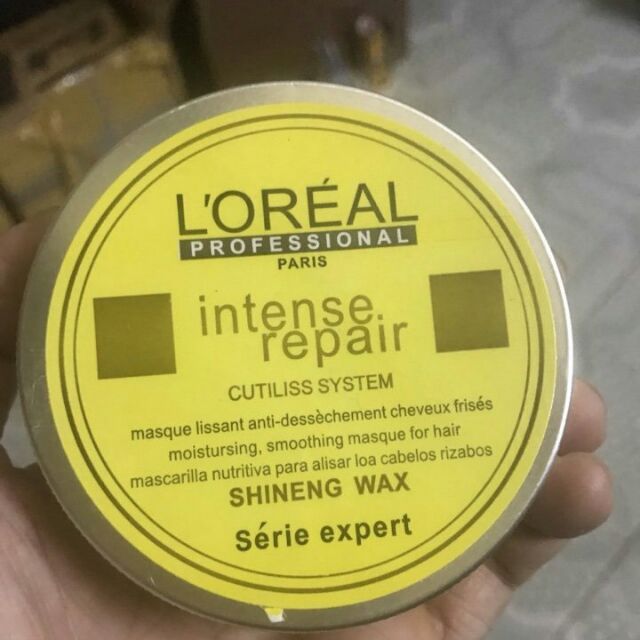 L'ORÉAL
PROFESSIONAL
PARIS
intense
repair
CUTILISS SYSTEM
masque lissant anti-dessèchement cheveux frisés
moistursing, smoothing masque for hair
mascarilla nutritiva para alisar loa cabelos rizabos
SHINENG WAX
Série expert